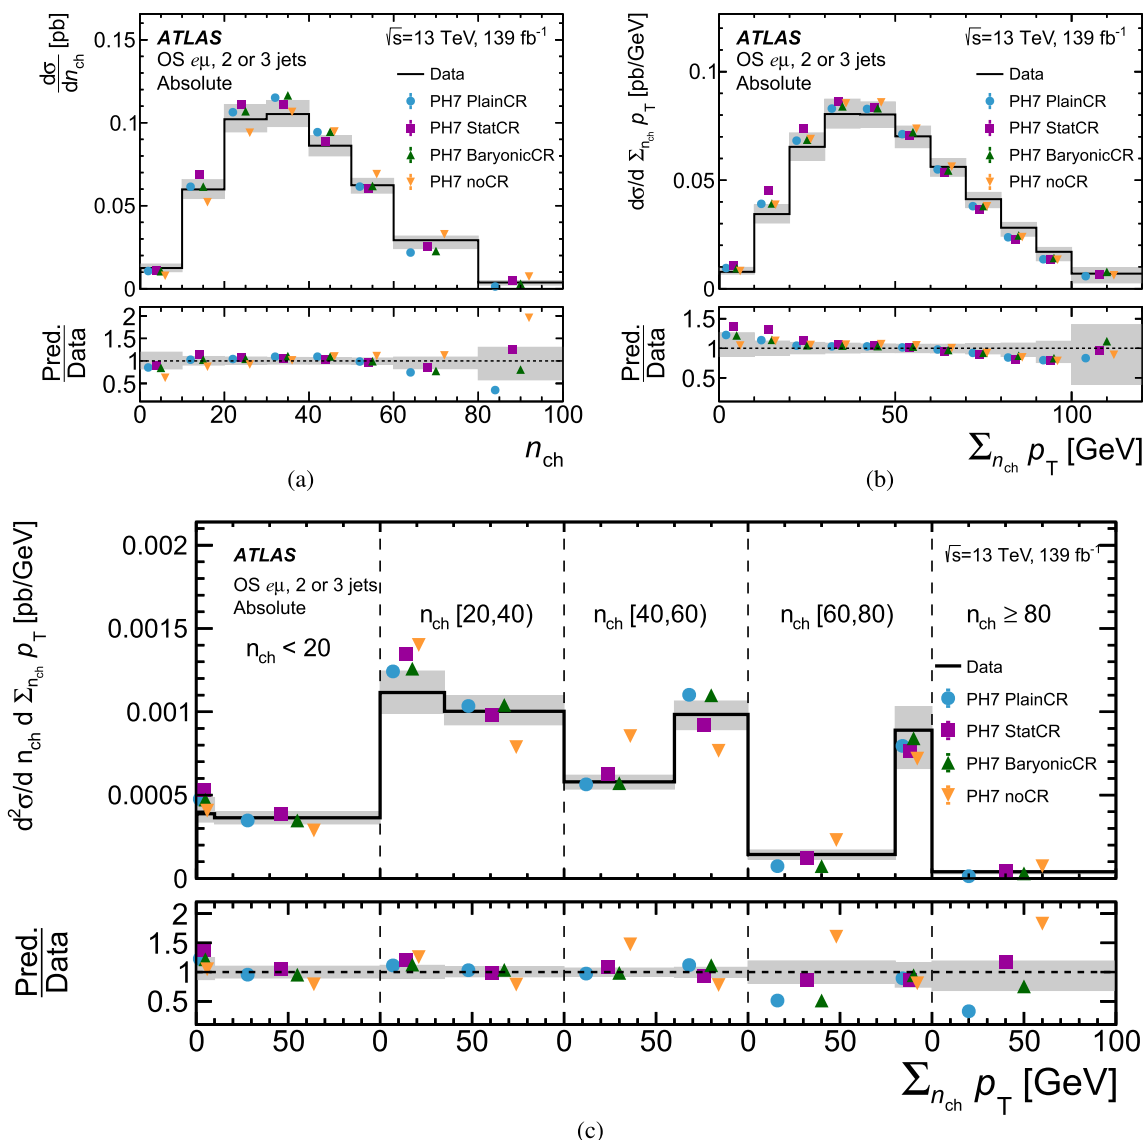 dσ/dn_ch [pb]
0.15
0.1
0.05
0
ATLAS
√s=13 TeV, 139 fb⁻¹
OS eμ, 2 or 3 jets
Absolute
Data
PH7 PlainCR
PH7 StatCR
PH7 BaryonicCR
PH7 noCR
Pred./Data
2
1.5
1
0.5
0 20 40 60 80 100
n_ch
(a)
dσ/d Σ_n_ch p_T [pb/GeV]
0.1
0.05
0
ATLAS
√s=13 TeV, 139 fb⁻¹
OS eμ, 2 or 3 jets
Absolute
Data
PH7 PlainCR
PH7 StatCR
PH7 BaryonicCR
PH7 noCR
Pred./Data
1.5
1
0.5
0 50 100
Σ_n_ch p_T [GeV]
(b)
d²σ/d n_ch d Σ_n_ch p_T [pb/GeV]
0.002
0.0015
0.001
0.0005
0
ATLAS
√s=13 TeV, 139 fb⁻¹
OS eμ, 2 or 3 jets
Absolute
n_ch < 20
n_ch [20,40)
n_ch [40,60)
n_ch [60,80)
n_ch ≥ 80
Data
PH7 PlainCR
PH7 StatCR
PH7 BaryonicCR
PH7 noCR
Pred./Data
2
1.5
1
0.5
0 50 0 50 0 50 0 50 0 50 100
Σ_n_ch p_T [GeV]
(c)